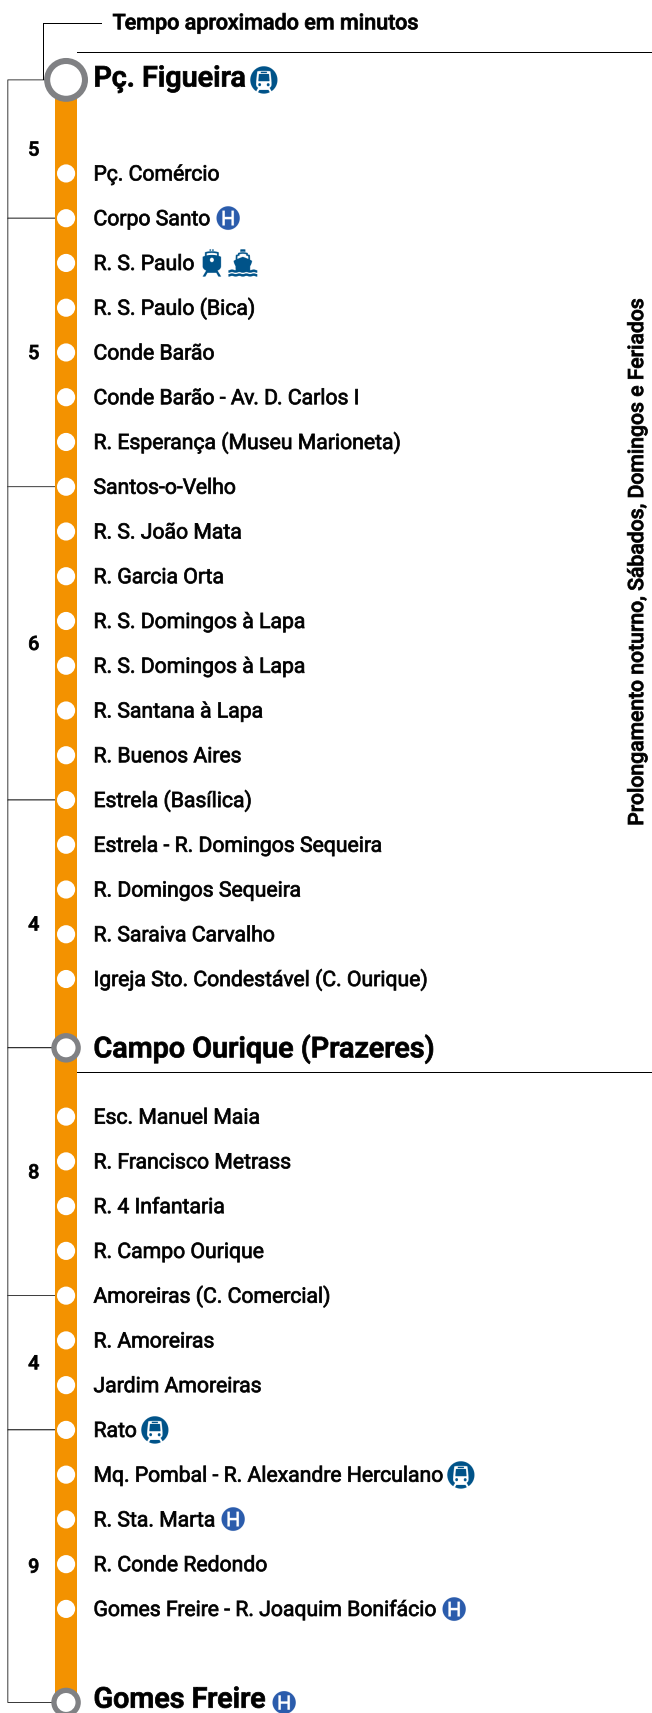 Tempo aproximado em minutos
Pç. Figueira
5
Pç. Comércio
Corpo Santo H
R. S. Paulo
R. S. Paulo (Bica)
5
Conde Barão
Conde Barão - Av. D. Carlos I
R. Esperança (Museu Marioneta)
Santos-o-Velho
R. S. João Mata
R. Garcia Orta
R. S. Domingos à Lapa
6
R. S. Domingos à Lapa
R. Santana à Lapa
R. Buenos Aires
Estrela (Basílica)
Estrela - R. Domingos Sequeira
R. Domingos Sequeira
4
R. Saraiva Carvalho
Igreja Sto. Condestável (C. Ourique)
Prolongamento noturno, Sábados, Domingos e Feriados
Campo Ourique (Prazeres)
Esc. Manuel Maia
8
R. Francisco Metrass
R. 4 Infantaria
R. Campo Ourique
Amoreiras (C. Comercial)
R. Amoreiras
4
Jardim Amoreiras
Rato
Mq. Pombal - R. Alexandre Herculano
R. Sta. Marta H
9
R. Conde Redondo
Gomes Freire - R. Joaquim Bonifácio H
Gomes Freire H